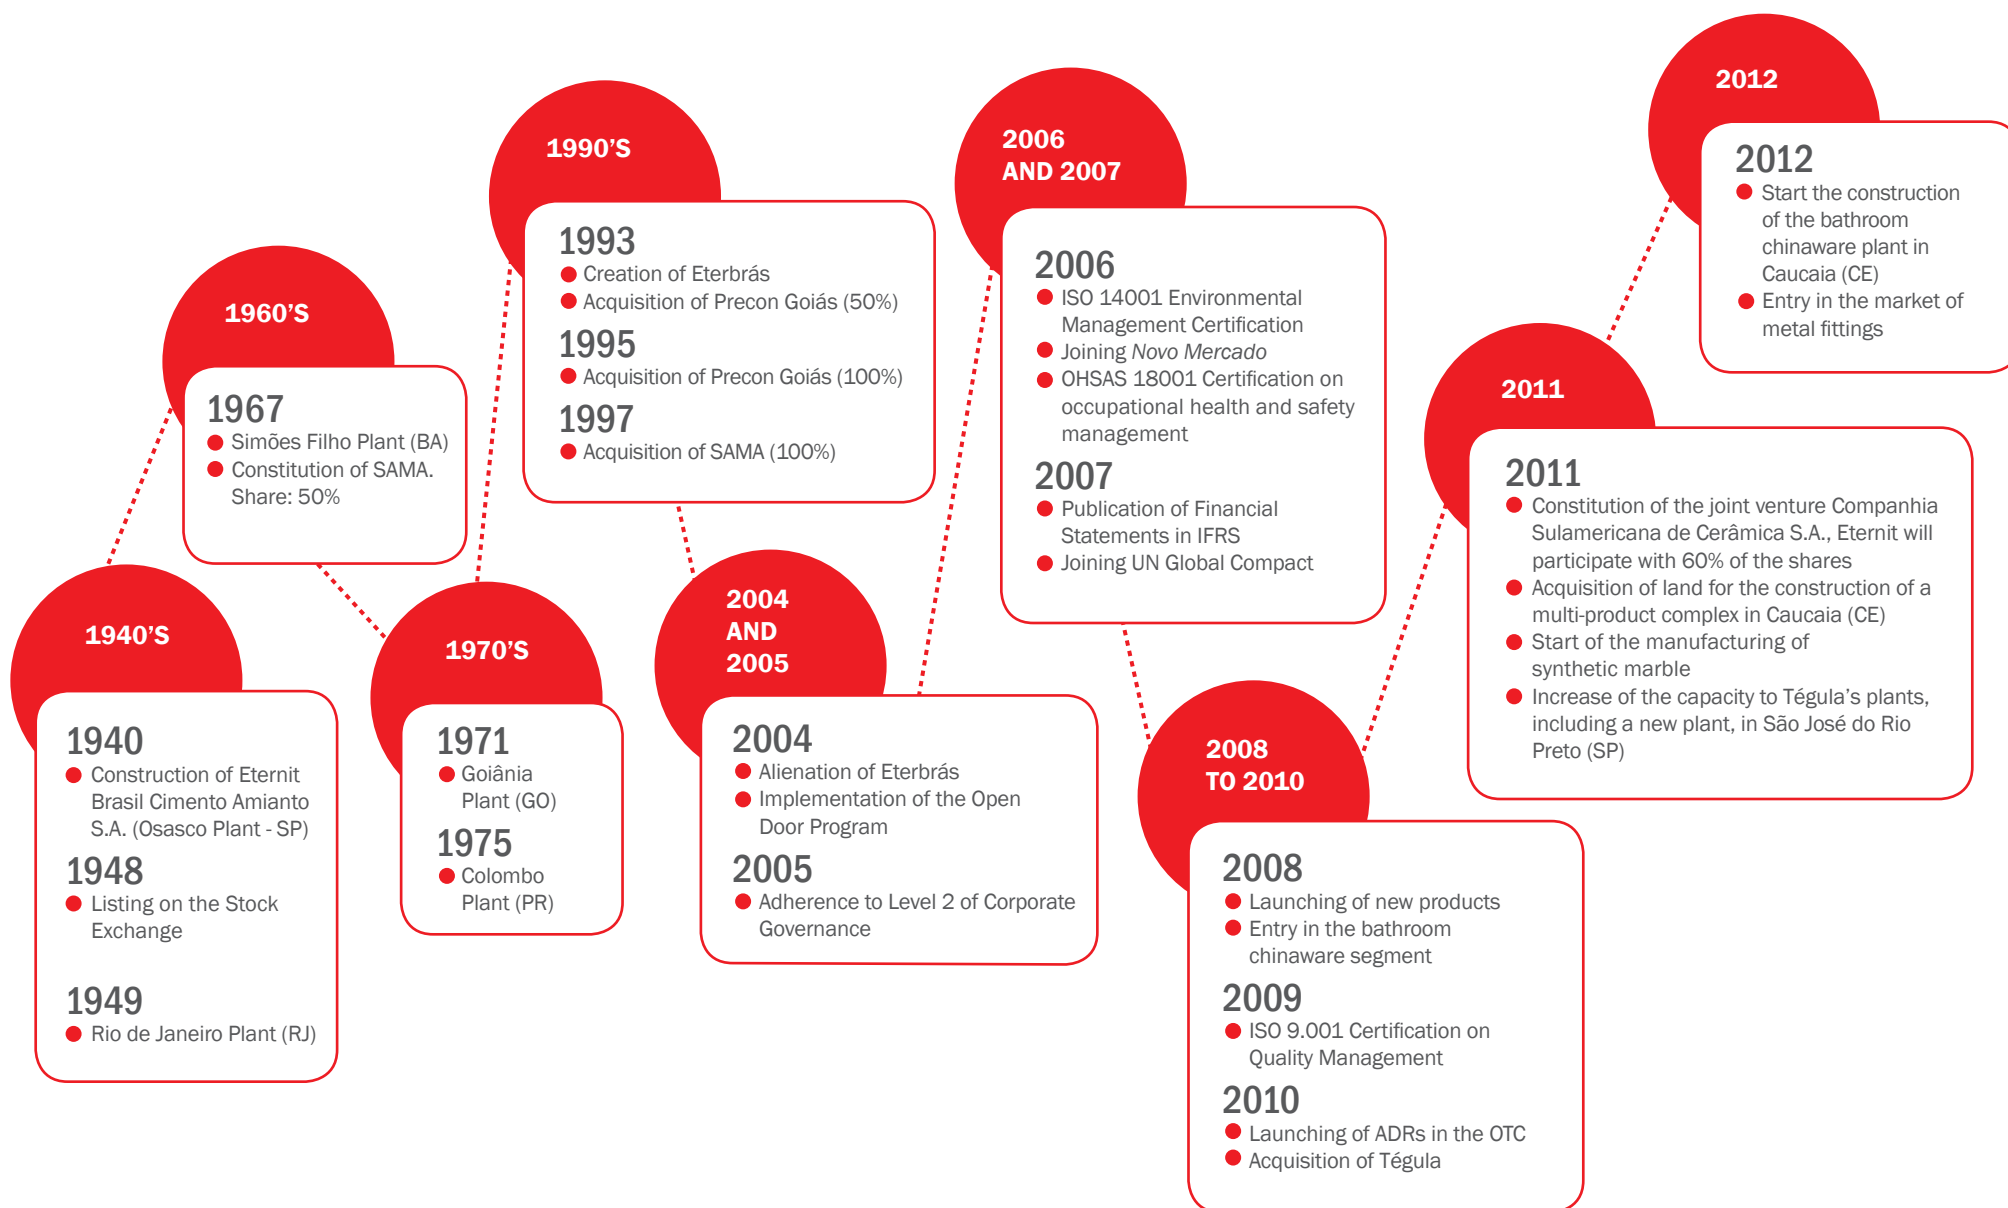 1940'S
1940
Construction of Eternit
Brasil Cimento Amianto
S.A. (Osasco Plant - SP)
1948
Listing on the Stock
Exchange
1949
Rio de Janeiro Plant (RJ)
1960'S
1967
Simões Filho Plant (BA)
Constitution of SAMA.
Share: 50%
1970'S
1971
Goiânia
Plant (GO)
1975
Colombo
Plant (PR)
1990'S
1993
Creation of Eterbrás
Acquisition of Precon Goiás (50%)
1995
Acquisition of Precon Goiás (100%)
1997
Acquisition of SAMA (100%)
2004
AND
2005
2004
Alienation of Eterbrás
Implementation of the Open
Door Program
2005
Adherence to Level 2 of Corporate
Governance
2006
AND 2007
2006
ISO 14001 Environmental
Management Certification
Joining Novo Mercado
OHSAS 18001 Certification on
occupational health and safety
management
2007
Publication of Financial
Statements in IFRS
Joining UN Global Compact
2008
TO 2010
2008
Launching of new products
Entry in the bathroom
chinaware segment
2009
ISO 9.001 Certification on
Quality Management
2010
Launching of ADRs in the OTC
Acquisition of Tégula
2011
2011
Constitution of the joint venture Companhia
Sulamericana de Cerâmica S.A., Eternit will
participate with 60% of the shares
Acquisition of land for the construction of a
multi-product complex in Caucaia (CE)
Start of the manufacturing of
synthetic marble
Increase of the capacity to Tégula's plants,
including a new plant, in São José do Rio
Preto (SP)
2012
2012
Start the construction
of the bathroom
chinaware plant in
Caucaia (CE)
Entry in the market of
metal fittings